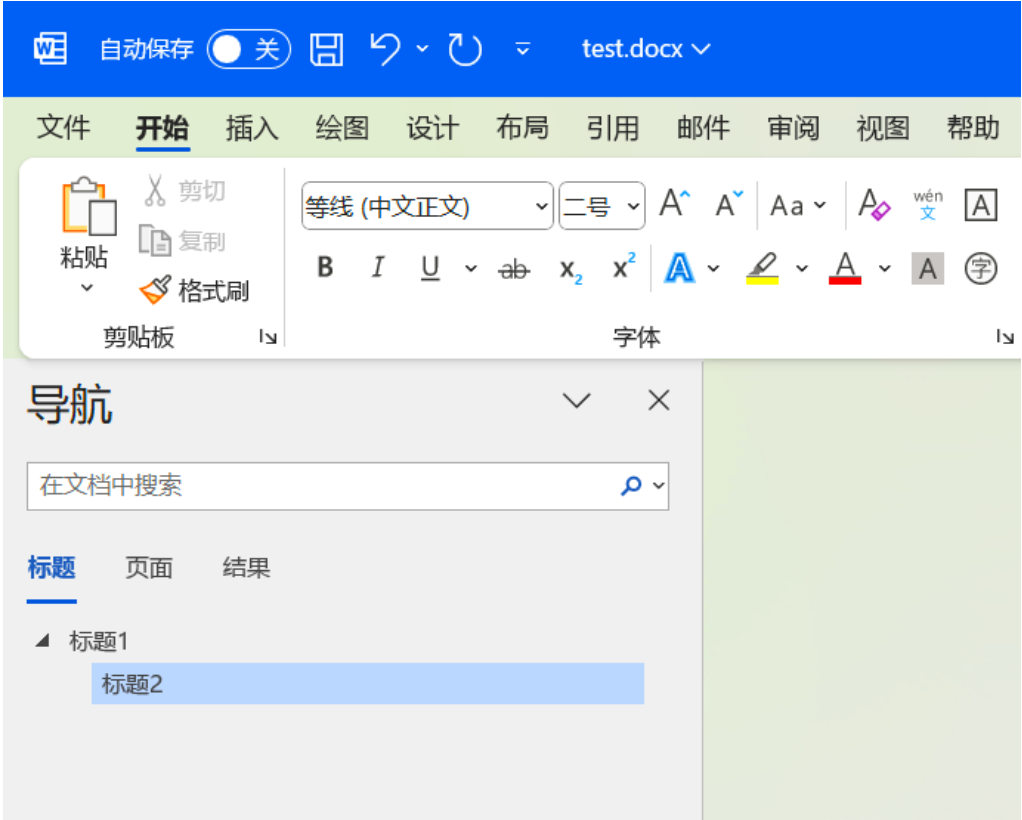 自动保存 关 test.docx
文件 开始 插入 绘图 设计 布局 引用 邮件 审阅 视图 帮助
粘贴
剪切
复制
格式刷
剪贴板
等线 (中文正文) 二号 A A Aa A wén文 A
B I U ab x₂ x² A A A 字
字体
导航
在文档中搜索
标题 页面 结果
标题1
标题2